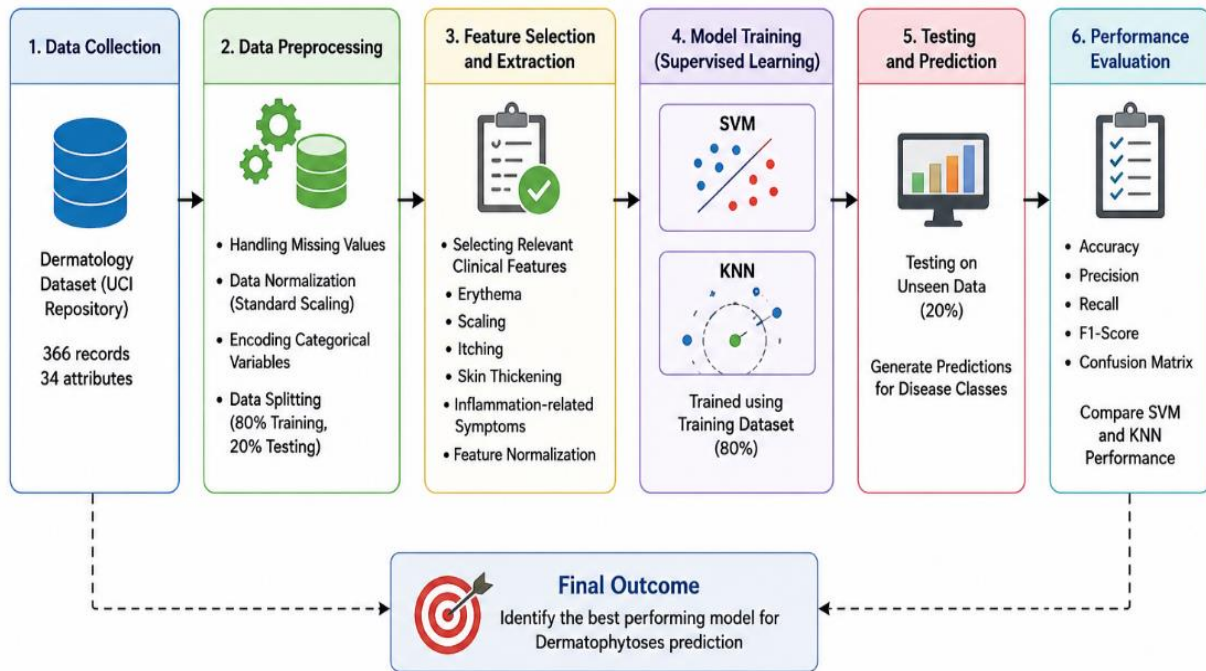 1. Data Collection
Dermatology
Dataset (UCI
Repository)
366 records
34 attributes
2. Data Preprocessing
• Handling Missing Values
• Data Normalization
(Standard Scaling)
• Encoding Categorical
Variables
• Data Splitting
(80% Training,
20% Testing)
3. Feature Selection
and Extraction
• Selecting Relevant
Clinical Features
• Erythema
• Scaling
• Itching
• Skin Thickening
• Inflammation-related
Symptoms
• Feature Normalization
4. Model Training
(Supervised Learning)
SVM
KNN
Trained using
Training Dataset
(80%)
5. Testing
and Prediction
Testing on
Unseen Data
(20%)
Generate Predictions
for Disease Classes
6. Performance
Evaluation
• Accuracy
• Precision
• Recall
• F1-Score
• Confusion Matrix
Compare SVM
and KNN
Performance
Final Outcome
Identify the best performing model for
Dermatophytoses prediction